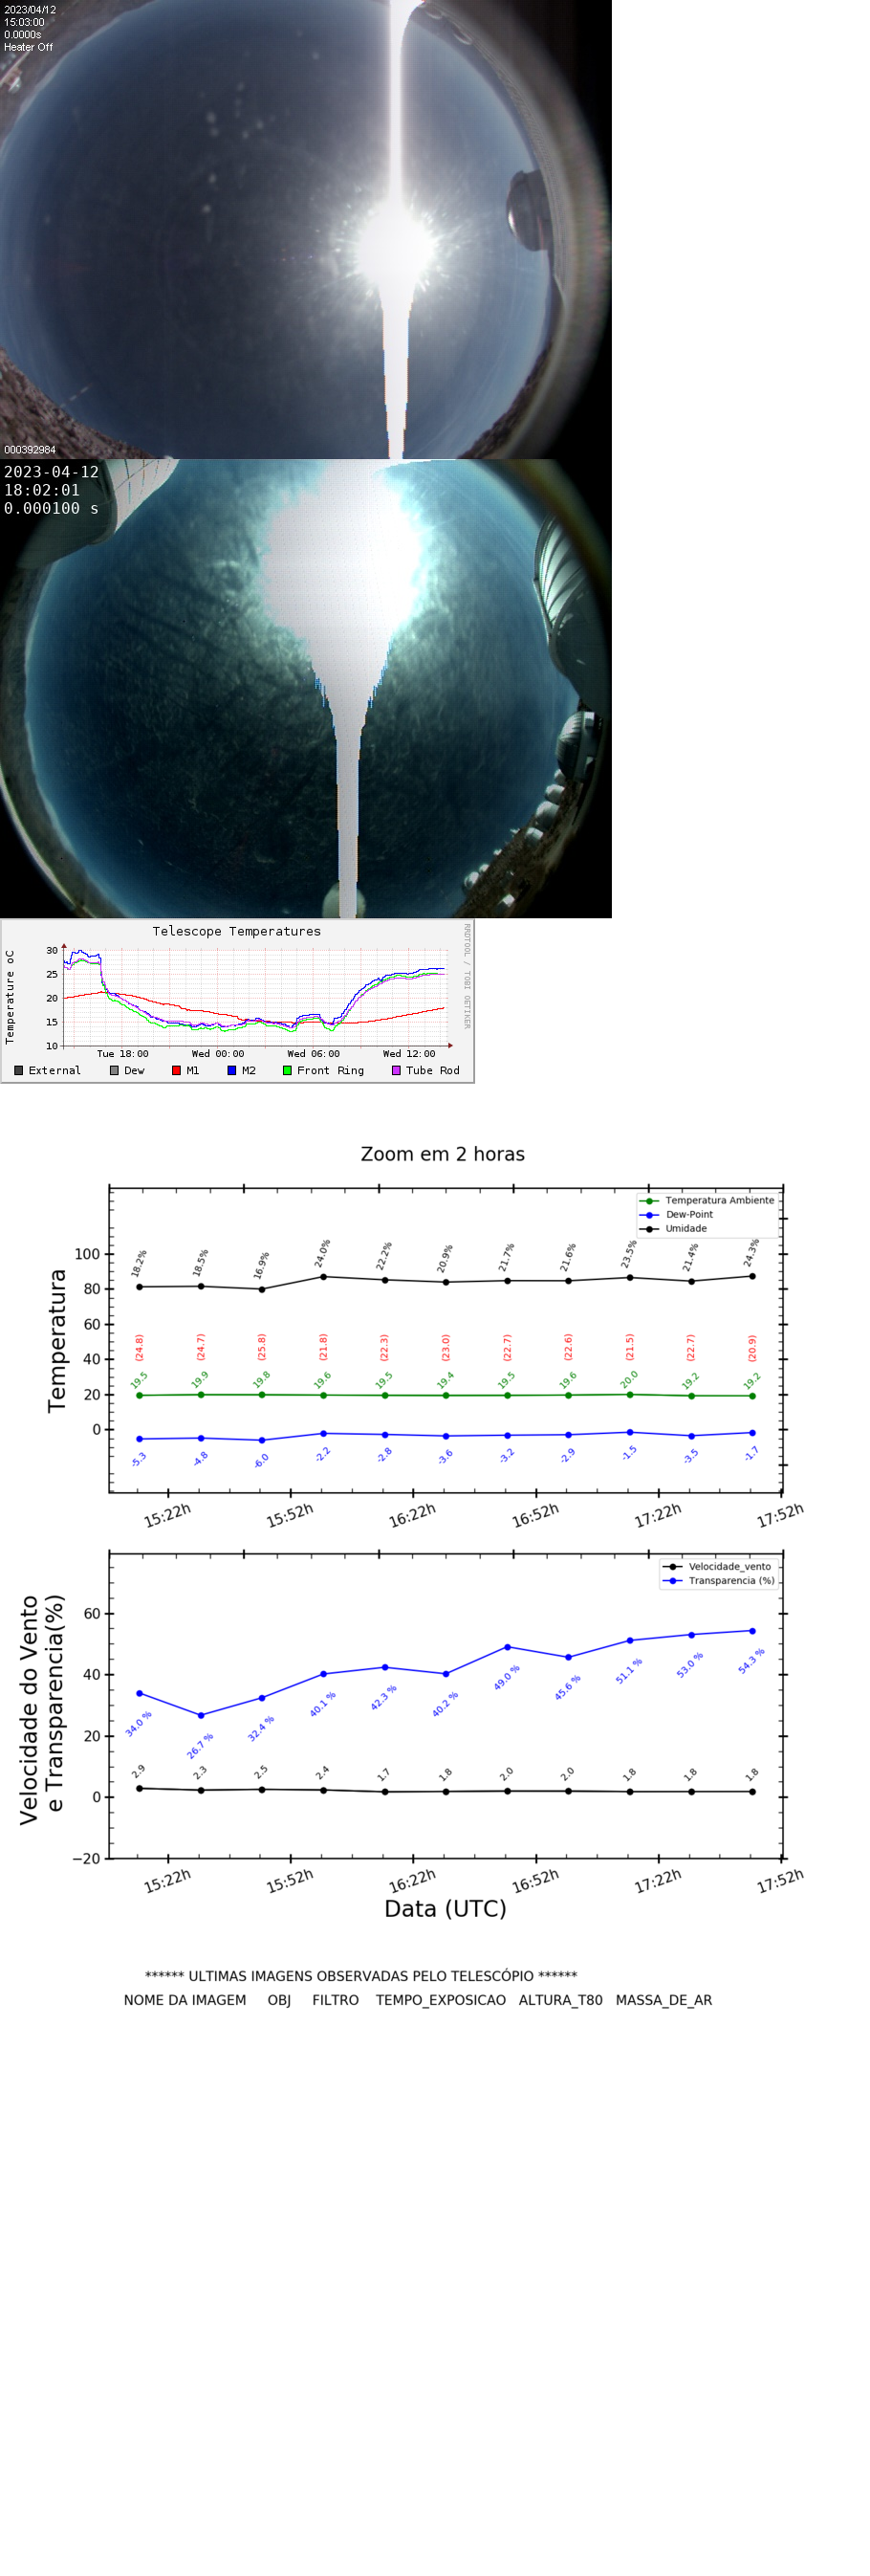 2023/04/12
15:03:00
0.0000s
Heater Off
000392984
2023-04-12
18:02:01
0.000100 s
Telescope Temperatures
RRDTOOL / TOBI OETIKER
Temperature oC
30
25
20
15
10
Tue 18:00 Wed 00:00 Wed 06:00 Wed 12:00
External Dew M1 M2 Front Ring Tube Rod
Zoom em 2 horas
Temperatura Ambiente
Dew-Point
Umidade
Temperatura
100
80
60
40
20
0
18.2% 18.5% 16.9% 24.0% 22.2% 20.9% 21.7% 21.6% 23.5% 21.4% 24.3%
(24.8) (24.7) (25.8) (21.8) (22.3) (23.0) (22.7) (22.6) (21.5) (22.7) (20.9)
19.5 19.9 19.8 19.6 19.5 19.4 19.5 19.6 20.0 19.2 19.2
-5.3 -4.8 -6.0 -2.2 -2.8 -3.6 -3.2 -2.9 -1.5 -3.5 -1.7
15:22h 15:52h 16:22h 16:52h 17:22h 17:52h
Velocidade_vento
Transparencia (%)
Velocidade do Vento
e Transparencia(%)
60
40
20
0
−20
34.0 % 26.7 % 32.4 % 40.1 % 42.3 % 40.2 % 49.0 % 45.6 % 51.1 % 53.0 % 54.3 %
2.9 2.3 2.5 2.4 1.7 1.8 2.0 2.0 1.8 1.8 1.8
15:22h 15:52h 16:22h 16:52h 17:22h 17:52h
Data (UTC)
****** ULTIMAS IMAGENS OBSERVADAS PELO TELESCÓPIO ******
NOME DA IMAGEM OBJ FILTRO TEMPO_EXPOSICAO ALTURA_T80 MASSA_DE_AR